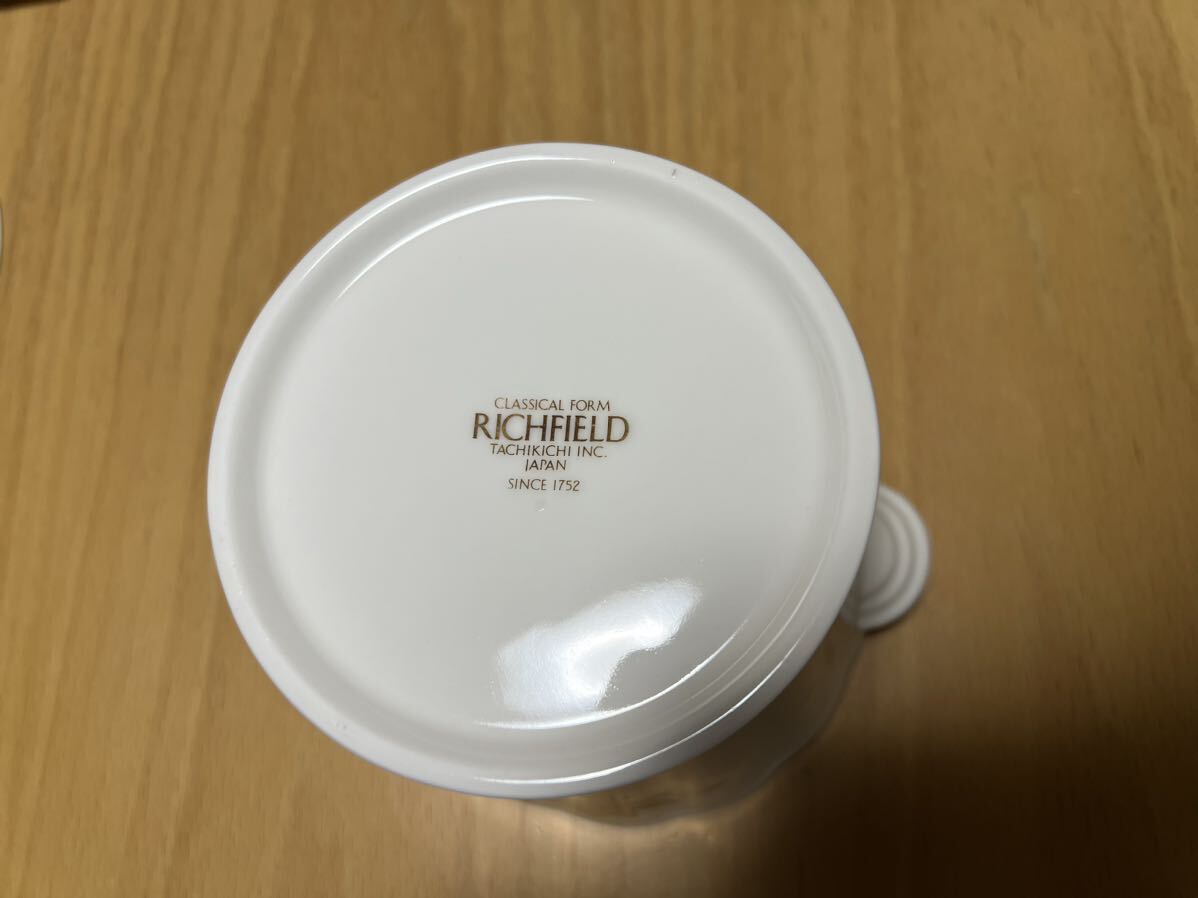 CLASSICAL FORM
RICHFIELD
TACHIKICHI INC.
JAPAN
SINCE 1752